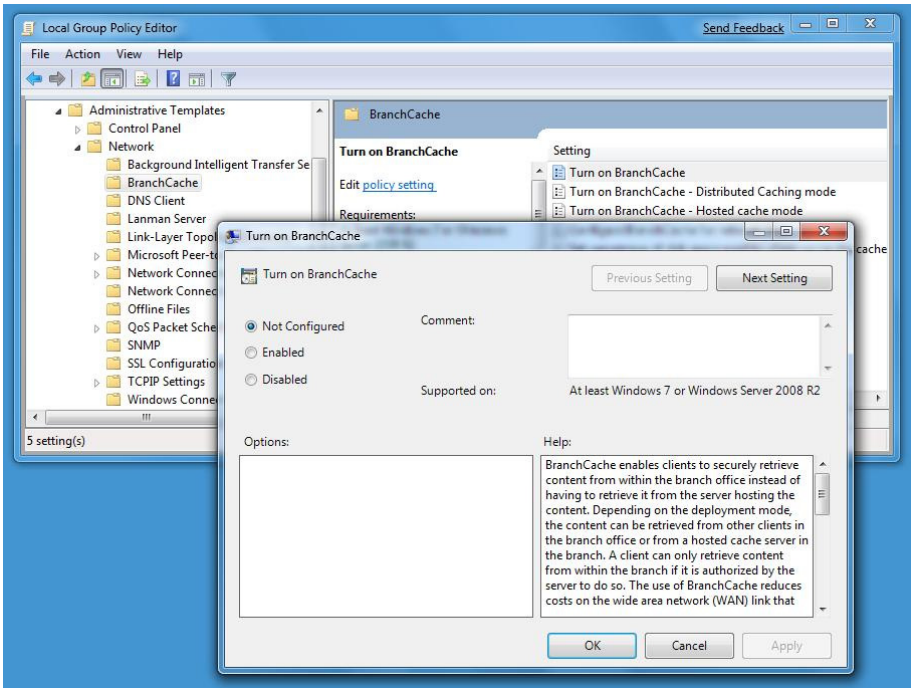 Local Group Policy Editor
Send Feedback
File Action View Help
Administrative Templates
Control Panel
Network
Background Intelligent Transfer Se
BranchCache
DNS Client
Lanman Server
Link-Layer Topol
Microsoft Peer-to
Network Connec
Network Connec
Offline Files
QoS Packet Sche
SNMP
SSL Configuratio
TCPIP Settings
Windows Conne
5 setting(s)
BranchCache
Turn on BranchCache
Edit policy setting
Requirements:
Setting
Turn on BranchCache
Turn on BranchCache - Distributed Caching mode
Turn on BranchCache - Hosted cache mode
cache
Turn on BranchCache
Turn on BranchCache
Previous Setting
Next Setting
Not Configured
Enabled
Disabled
Comment:
Supported on:
At least Windows 7 or Windows Server 2008 R2
Options:
Help:
BranchCache enables clients to securely retrieve
content from within the branch office instead of
having to retrieve it from the server hosting the
content. Depending on the deployment mode,
the content can be retrieved from other clients in
the branch office or from a hosted cache server in
the branch. A client can only retrieve content
from within the branch if it is authorized by the
server to do so. The use of BranchCache reduces
costs on the wide area network (WAN) link that
OK
Cancel
Apply